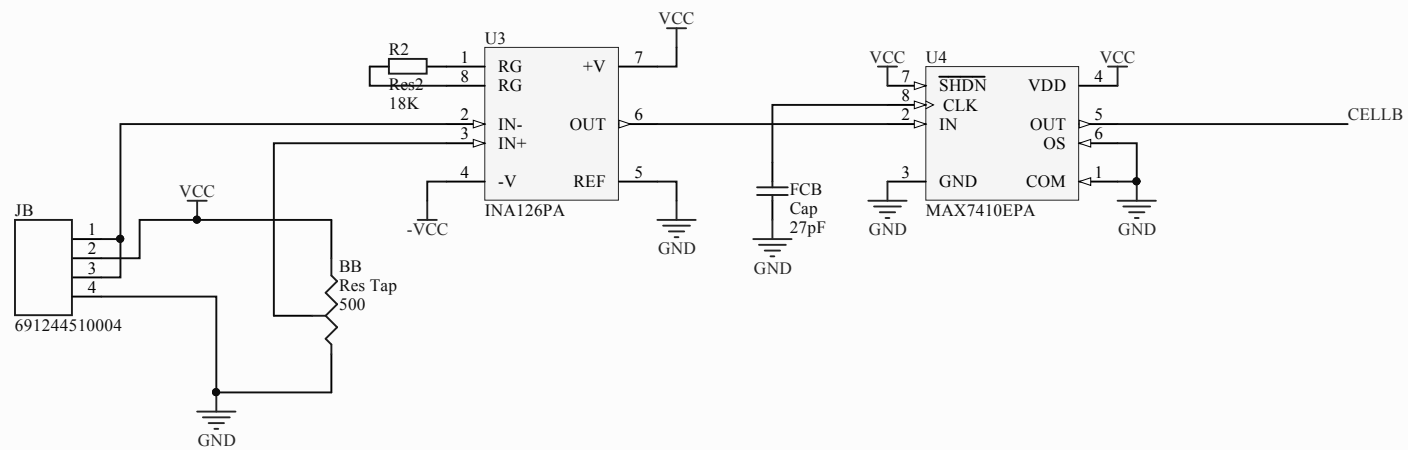 U3
VCC
R2
Res2
18K
1
8
RG
RG
+V
7
2
3
IN-
IN+
OUT
6
4
-V
REF
5
-VCC
INA126PA
GND
U4
VCC
VCC
7
8
2
SHDN
CLK
IN
VDD
4
OUT
5
OS
6
CELLB
3
GND
COM
1
GND
MAX7410EPA
GND
FCB
Cap
27pF
GND
VCC
JB
1
2
3
4
691244510004
BB
Res Tap
500
GND